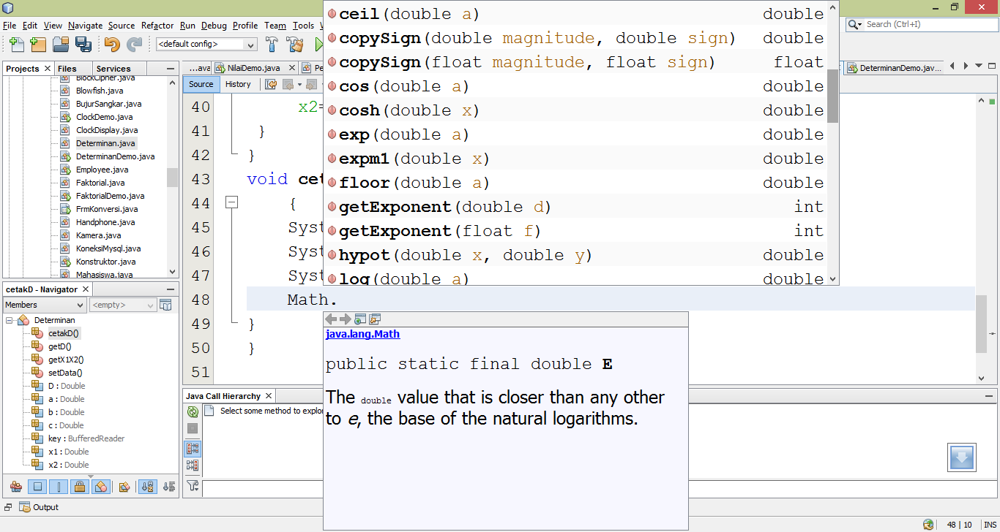 File Edit View Navigate Source Refactor Run Debug Profile Team Tools
Search (Ctrl+I)
<default config>
Projects Files Services
BlockCipher.java
Blowfish.java
BujurSangkar.java
ClockDemo.java
ClockDisplay.java
Determinan.java
DeterminanDemo.java
Employee.java
Faktorial.java
FaktorialDemo.java
FrmKonversi.java
Handphone.java
Kamera.java
KoneksiMysql.java
Konstruktor.java
Mahasiswa.java
cetakD - Navigator
Members <empty>
Determinan
cetakD()
getD()
getX1X2()
setData()
D : Double
a : Double
b : Double
c : Double
key : BufferedReader
x1 : Double
x2 : Double
Output
...ava NilaiDemo.java Pe
DeterminanDemo.jav...
Source History
40 x2=
41 }
42 }
43 void cet
44 {
45 Syst
46 Syst
47 Syst
48 Math.
49 }
50 }
51
ceil(double a) double
copySign(double magnitude, double sign) double
copySign(float magnitude, float sign) float
cos(double a) double
cosh(double x) double
exp(double a) double
expm1(double x) double
floor(double a) double
getExponent(double d) int
getExponent(float f) int
hypot(double x, double y) double
log(double a) double
java.lang.Math
public static final double E
The double value that is closer than any other
to e, the base of the natural logarithms.
Java Call Hierarchy
Select some method to explor
48 | 10 INS